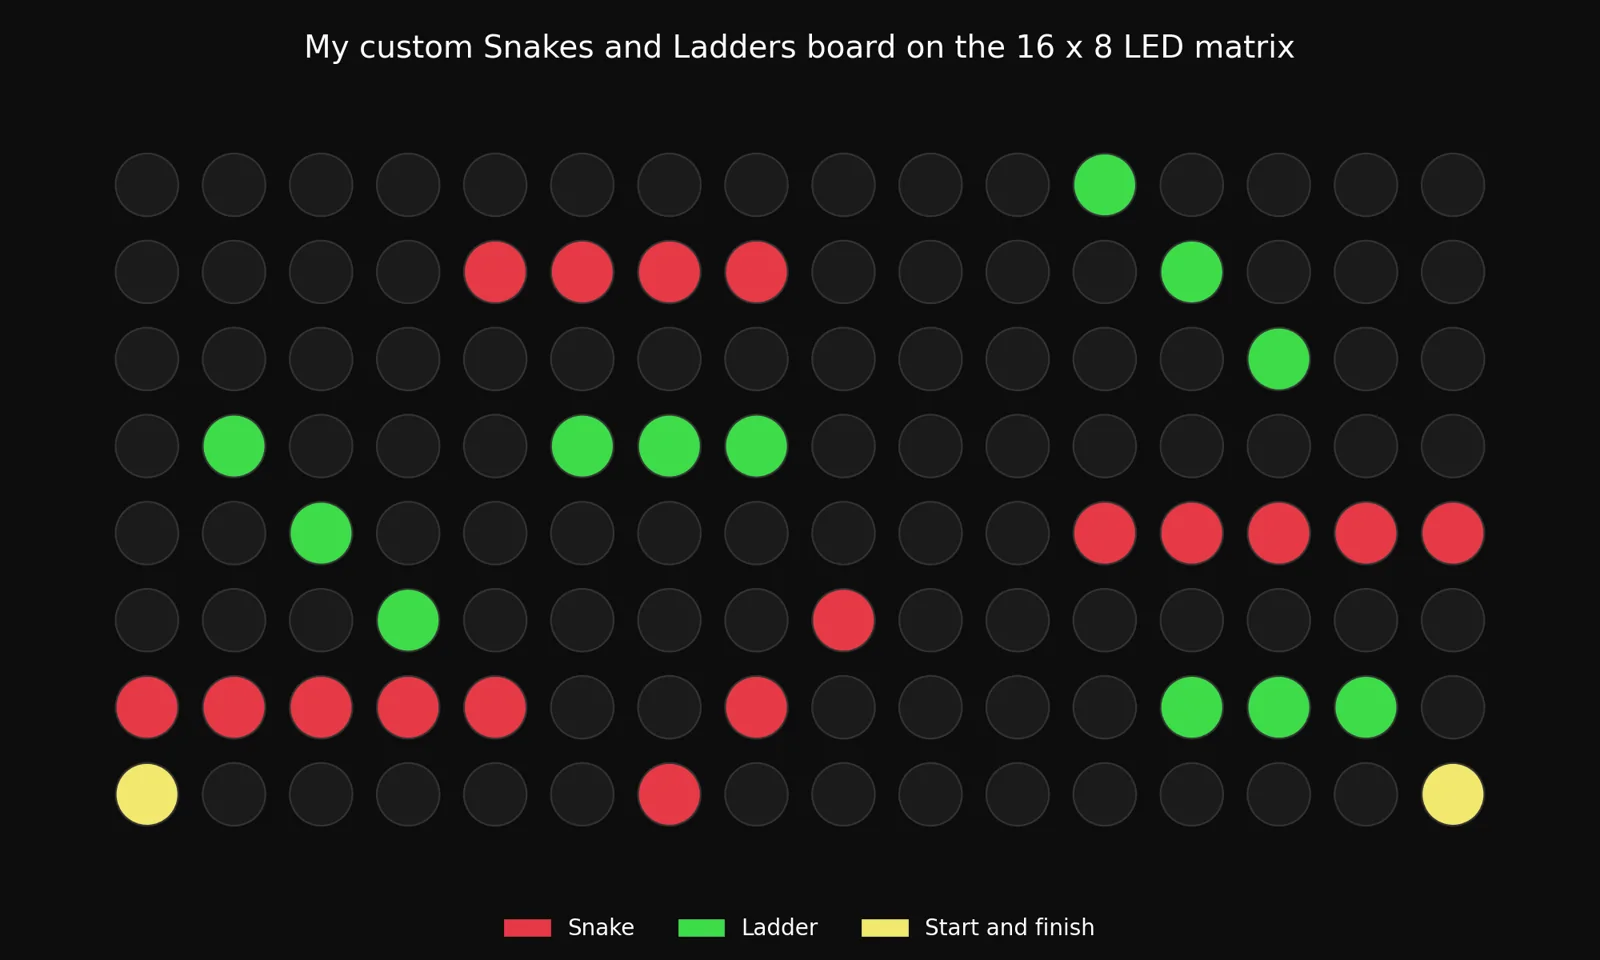 My custom Snakes and Ladders board on the 16 x 8 LED matrix
Snake
Ladder
Start and finish